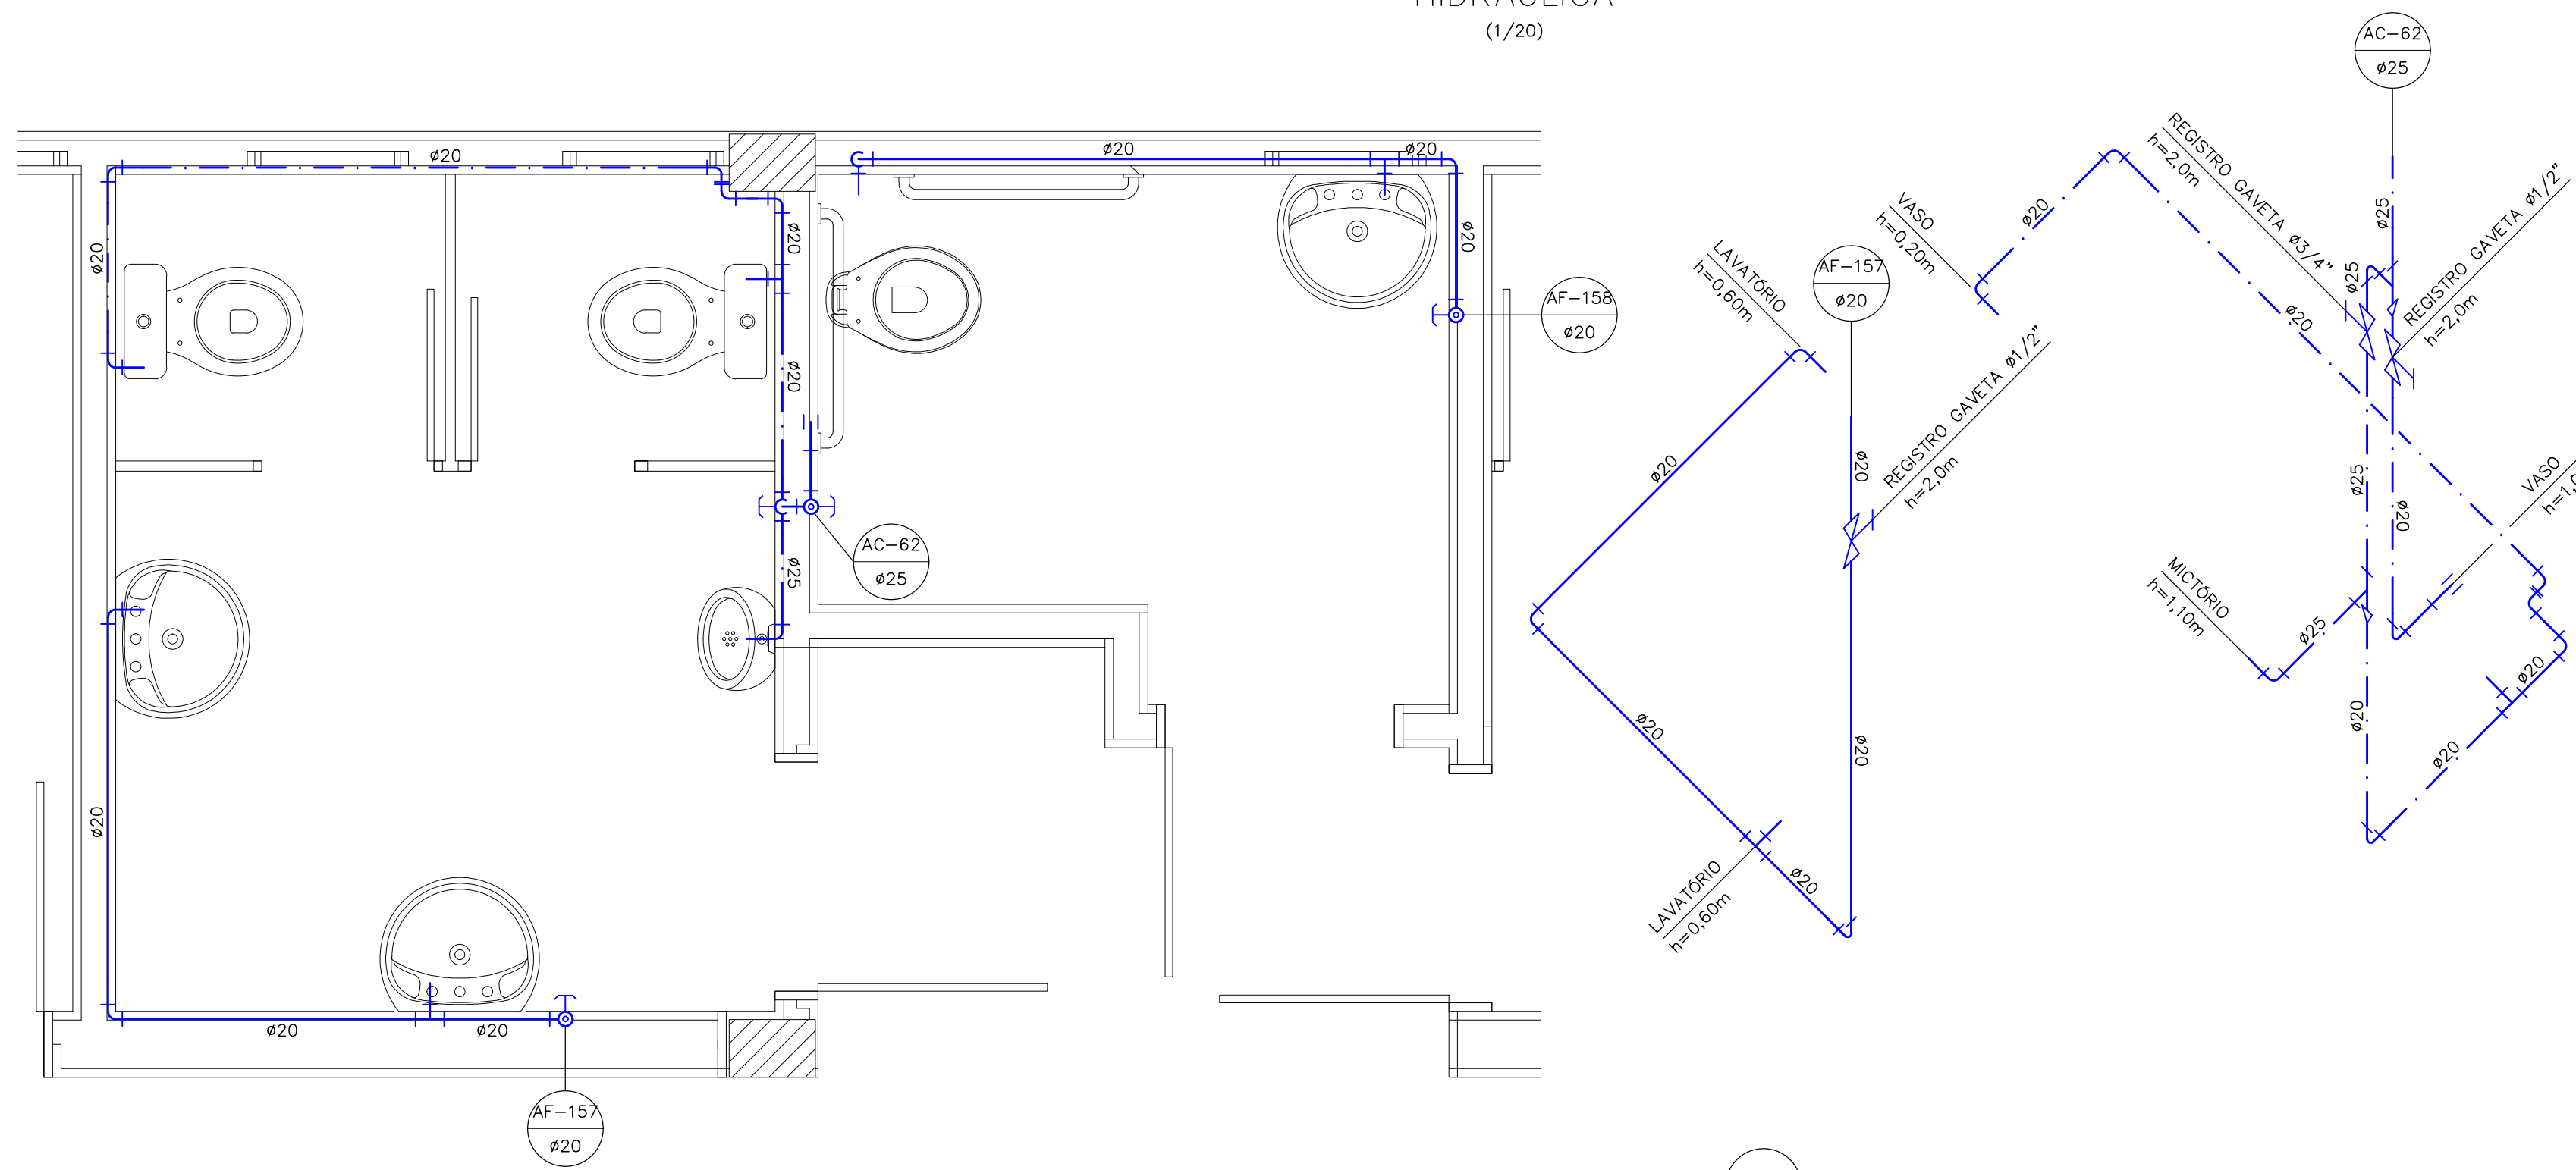 (1/20)
AC-62
ø25
ø20
ø20
ø20
ø20
ø20
ø20
ø20
AF-158
ø20
AC-62
ø25
ø25
ø20
ø20
ø20
AF-157
ø20
LAVATÓRIO
h=0,60m
AF-157
ø20
ø20
REGISTRO GAVETA ø1/2"
h=2,0m
ø20
ø20
ø20
ø20
LAVATÓRIO
h=0,60m
VASO
h=0,20m
ø20
REGISTRO GAVETA ø3/4"
h=2,0m
ø20
ø25
ø25
REGISTRO GAVETA ø1/2"
h=2,0m
ø25
ø20
VASO
MICTÓRIO
h=1,10m
ø25
ø20
ø20
ø20